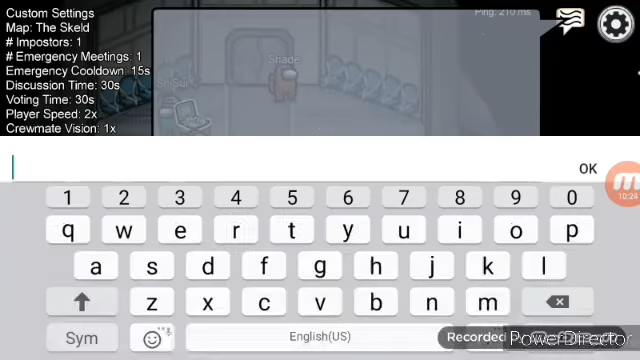 Custom Settings
Ping: 210 ms
Map: The Skeld
# Impostors: 1
# Emergency Meetings: 1
Emergency Cooldown: 15s
Discussion Time: 30s
Voting Time: 30s
Player Speed: 2x
Crewmate Vision: 1x
Shade
OK
10:24
1 2 3 4 5 6 7 8 9 0
q w e r t y u i o p
a s d f g h j k l
z x c v b n m
Sym
English(US)
Recorded
PowerDirector